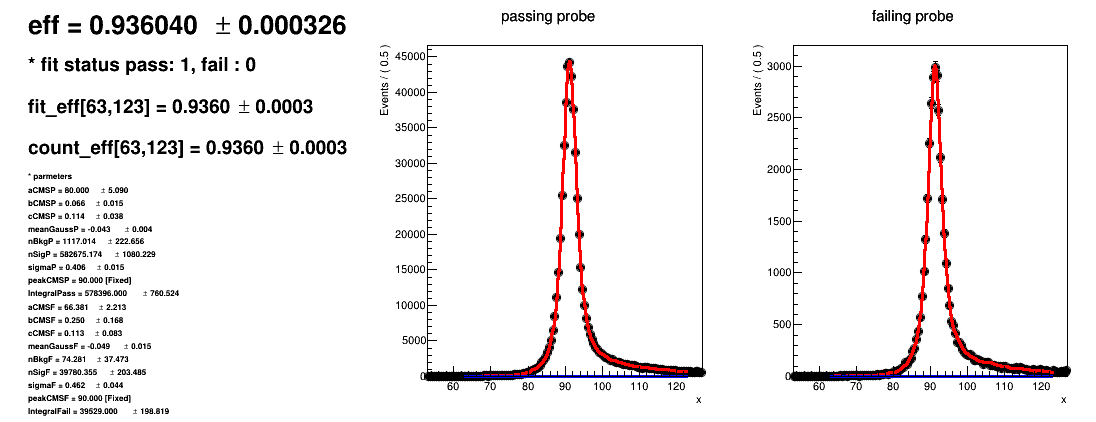 eff = 0.936040 ± 0.000326
* fit status pass: 1, fail : 0
fit_eff[63,123] = 0.9360 ± 0.0003
count_eff[63,123] = 0.9360 ± 0.0003
* parmeters
aCMSP = 80.000 ± 5.090
bCMSP = 0.066 ± 0.015
cCMSP = 0.114 ± 0.038
meanGaussP = -0.043 ± 0.004
nBkgP = 1117.014 ± 222.656
nSigP = 582675.174 ± 1080.229
sigmaP = 0.406 ± 0.015
peakCMSP = 90.000 [Fixed]
IntegralPass = 578396.000 ± 760.524
aCMSF = 66.381 ± 2.213
bCMSF = 0.250 ± 0.168
cCMSF = 0.113 ± 0.083
meanGaussF = -0.049 ± 0.015
nBkgF = 74.281 ± 37.473
nSigF = 39780.355 ± 203.485
sigmaF = 0.462 ± 0.044
peakCMSF = 90.000 [Fixed]
IntegralFail = 39529.000 ± 198.819
passing probe
Events / ( 0.5 )
45000
40000
35000
30000
25000
20000
15000
10000
5000
0
60 70 80 90 100 110 120
x
failing probe
Events / ( 0.5 )
3000
2500
2000
1500
1000
500
0
60 70 80 90 100 110 120
x